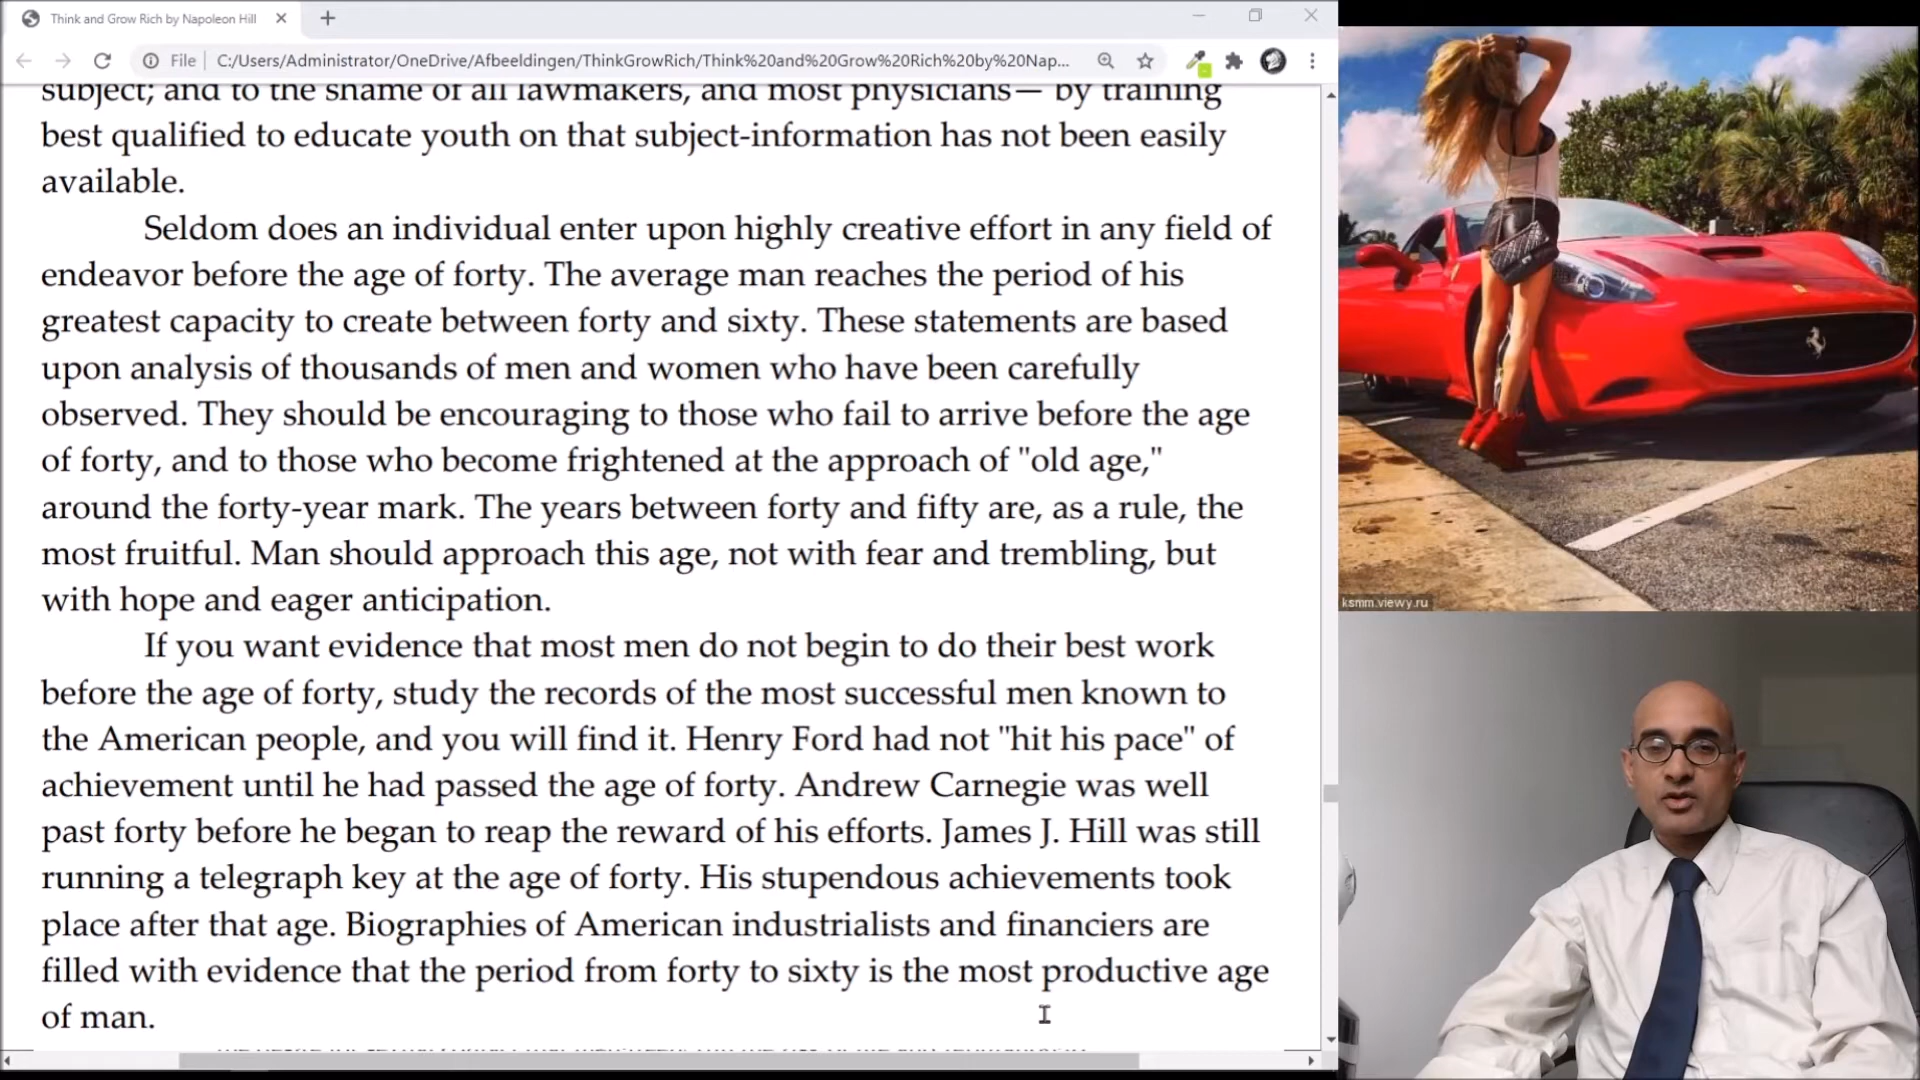 Think and Grow Rich by Napoleon Hill
File
C:/Users/Administrator/OneDrive/Afbeeldingen/ThinkGrowRich/Think%20and%20Grow%20Rich%20by%20Nap...
subject; and to the shame of all lawmakers, and most physicians— by training
best qualified to educate youth on that subject-information has not been easily
available.
Seldom does an individual enter upon highly creative effort in any field of
endeavor before the age of forty. The average man reaches the period of his
greatest capacity to create between forty and sixty. These statements are based
upon analysis of thousands of men and women who have been carefully
observed. They should be encouraging to those who fail to arrive before the age
of forty, and to those who become frightened at the approach of "old age,"
around the forty-year mark. The years between forty and fifty are, as a rule, the
most fruitful. Man should approach this age, not with fear and trembling, but
with hope and eager anticipation.
If you want evidence that most men do not begin to do their best work
before the age of forty, study the records of the most successful men known to
the American people, and you will find it. Henry Ford had not "hit his pace" of
achievement until he had passed the age of forty. Andrew Carnegie was well
past forty before he began to reap the reward of his efforts. James J. Hill was still
running a telegraph key at the age of forty. His stupendous achievements took
place after that age. Biographies of American industrialists and financiers are
filled with evidence that the period from forty to sixty is the most productive age
of man.
ksmm.viewy.ru